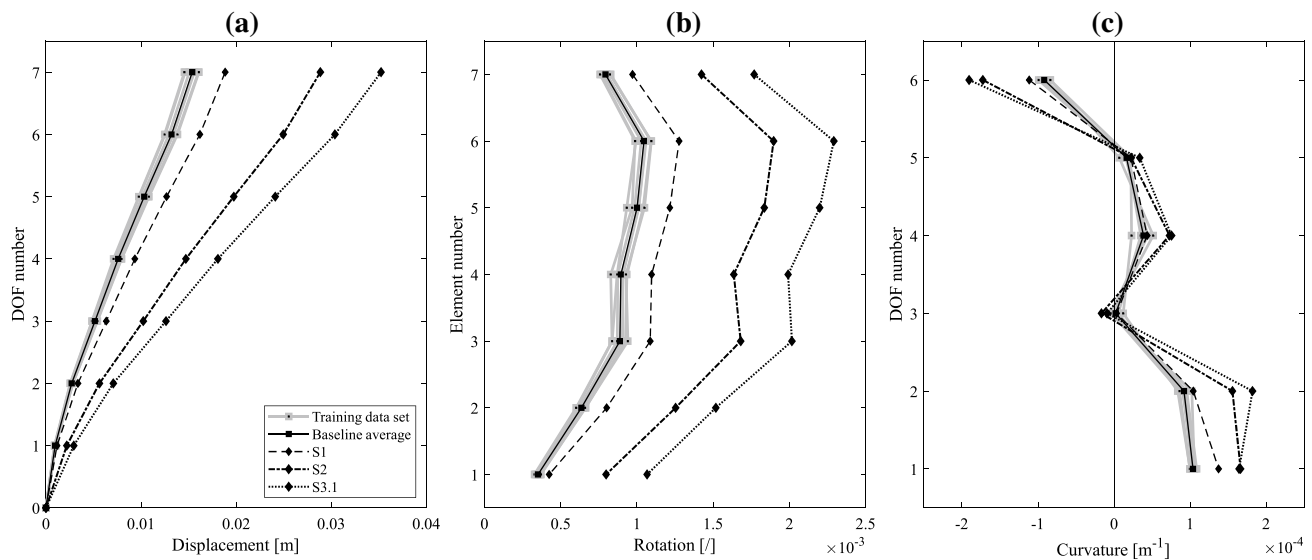 (a)
7
6
5
4
3
2
1
0
DOF number
0
0.01
0.02
0.03
0.04
Displacement [m]
Training data set
Baseline average
S1
S2
S3.1
(b)
7
6
5
4
3
2
1
Element number
0
0.5
1
1.5
2
2.5
Rotation [/]
×10⁻³
(c)
6
5
4
3
2
1
DOF number
-2
-1
0
1
2
Curvature [m⁻¹]
×10⁻⁴